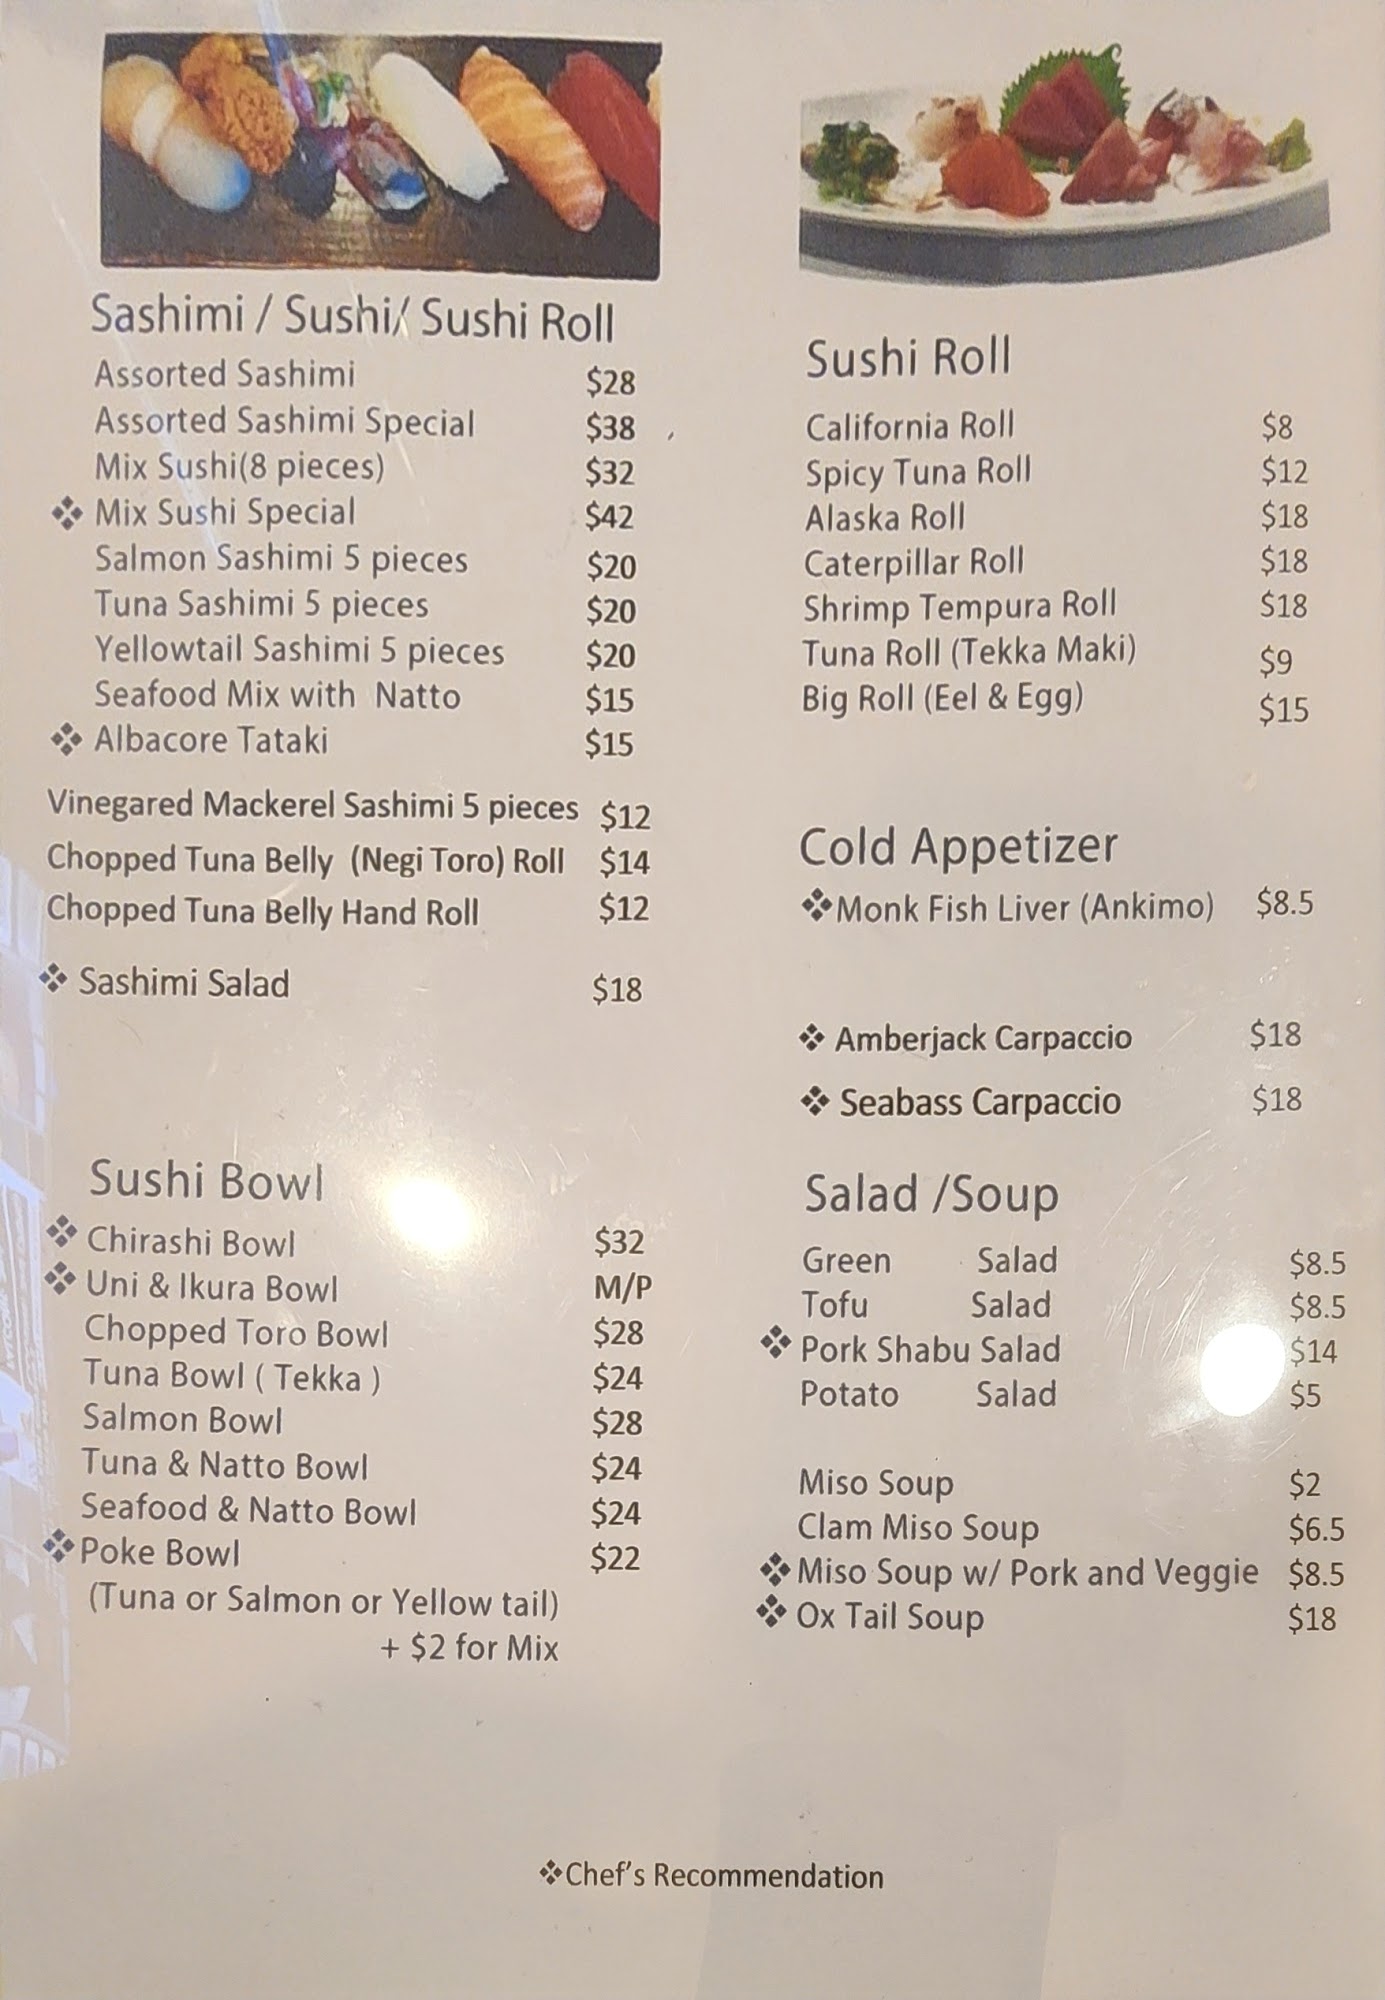 Sashimi / Sushi/ Sushi Roll
Assorted Sashimi $28
Assorted Sashimi Special $38
Mix Sushi(8 pieces) $32
❖ Mix Sushi Special $42
Salmon Sashimi 5 pieces $20
Tuna Sashimi 5 pieces $20
Yellowtail Sashimi 5 pieces $20
Seafood Mix with Natto $15
❖ Albacore Tataki $15
Vinegared Mackerel Sashimi 5 pieces $12
Chopped Tuna Belly (Negi Toro) Roll $14
Chopped Tuna Belly Hand Roll $12
❖ Sashimi Salad $18
Sushi Bowl
❖ Chirashi Bowl $32
❖ Uni & Ikura Bowl M/P
Chopped Toro Bowl $28
Tuna Bowl ( Tekka ) $24
Salmon Bowl $28
Tuna & Natto Bowl $24
Seafood & Natto Bowl $24
❖ Poke Bowl $22
(Tuna or Salmon or Yellow tail)
+ $2 for Mix
Sushi Roll
California Roll $8
Spicy Tuna Roll $12
Alaska Roll $18
Caterpillar Roll $18
Shrimp Tempura Roll $18
Tuna Roll (Tekka Maki) $9
Big Roll (Eel & Egg) $15
Cold Appetizer
❖Monk Fish Liver (Ankimo) $8.5
❖ Amberjack Carpaccio $18
❖ Seabass Carpaccio $18
Salad /Soup
Green Salad $8.5
Tofu Salad $8.5
❖ Pork Shabu Salad $14
Potato Salad $5
Miso Soup $2
Clam Miso Soup $6.5
❖ Miso Soup w/ Pork and Veggie $8.5
❖ Ox Tail Soup $18
❖Chef's Recommendation